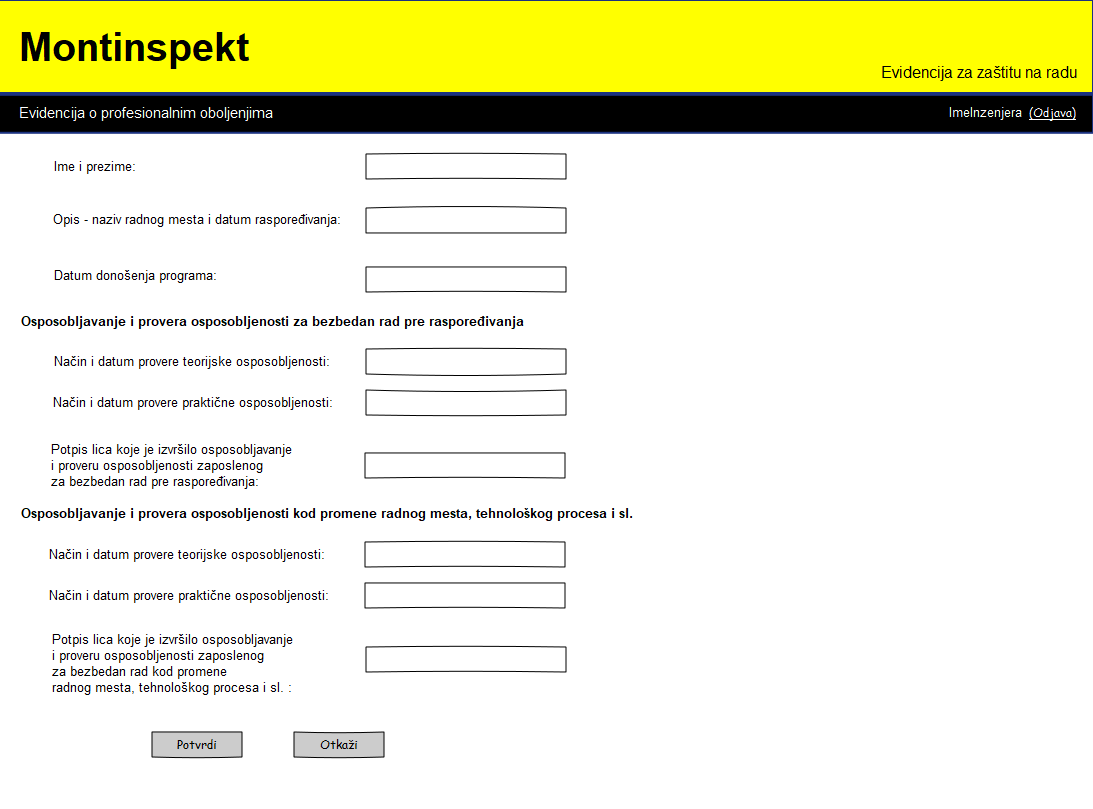 Montinspekt
Evidencija za zaštitu na radu
Evidencija o profesionalnim oboljenjima
ImeInzenjera (Odjava)
Ime i prezime:
Opis - naziv radnog mesta i datum raspoređivanja:
Datum donošenja programa:
Osposobljavanje i provera osposobljenosti za bezbedan rad pre raspoređivanja
Način i datum provere teorijske osposobljenosti:
Način i datum provere praktične osposobljenosti:
Potpis lica koje je izvršilo osposobljavanje
i proveru osposobljenosti zaposlenog
za bezbedan rad pre raspoređivanja:
Osposobljavanje i provera osposobljenosti kod promene radnog mesta, tehnološkog procesa i sl.
Način i datum provere teorijske osposobljenosti:
Način i datum provere praktične osposobljenosti:
Potpis lica koje je izvršilo osposobljavanje
i proveru osposobljenosti zaposlenog
za bezbedan rad kod promene
radnog mesta, tehnološkog procesa i sl. :
Potvrdi
Otkaži